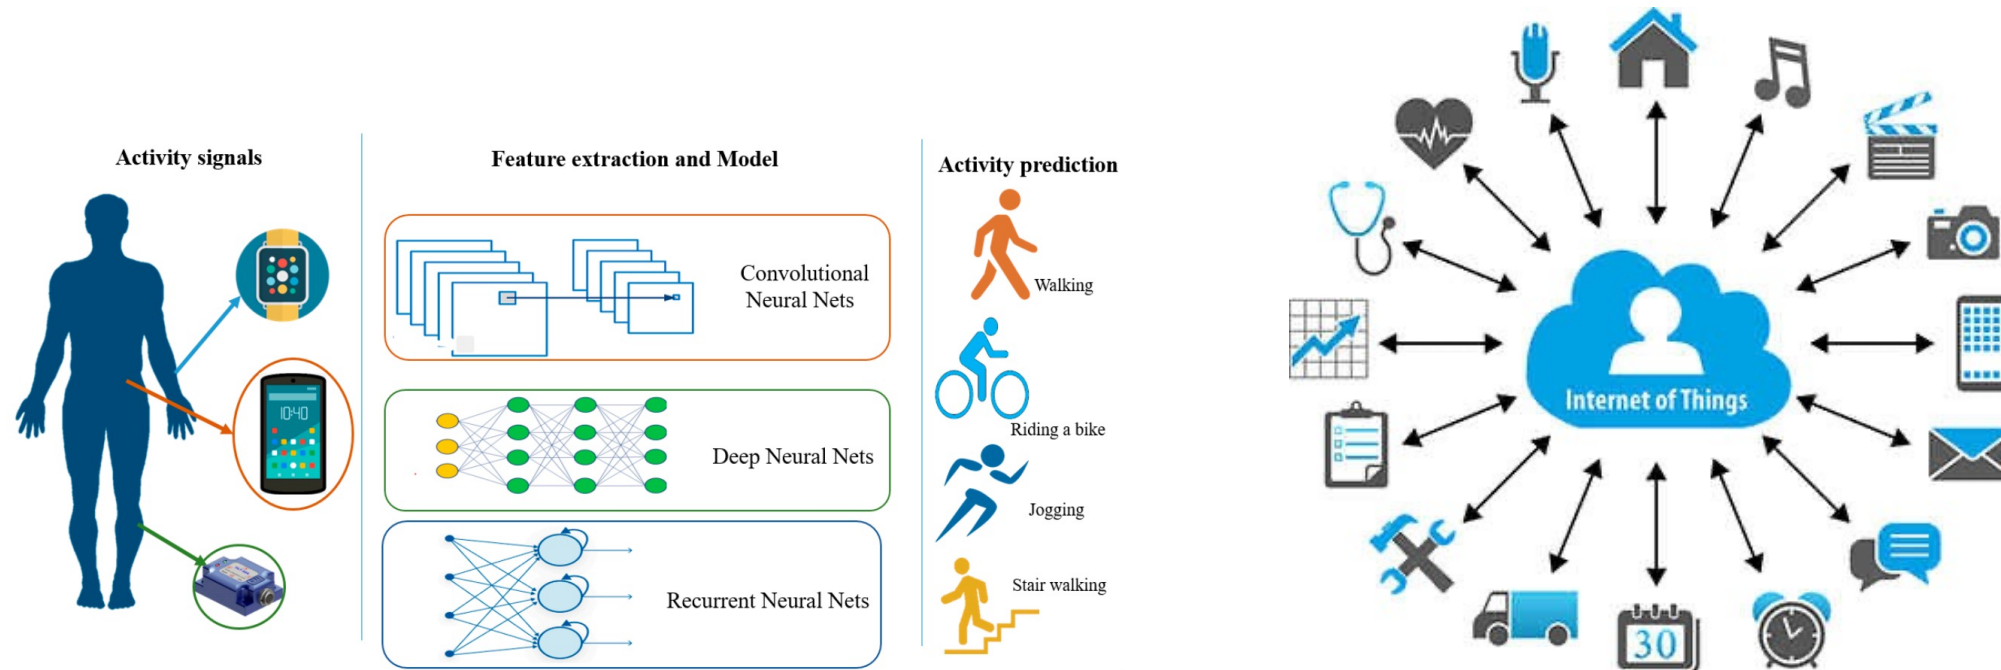 Activity signals
Feature extraction and Model
Activity prediction
Convolutional
Neural Nets
Walking
10:40
Riding a bike
Deep Neural Nets
Jogging
Stair walking
Recurrent Neural Nets
Internet of Things
30